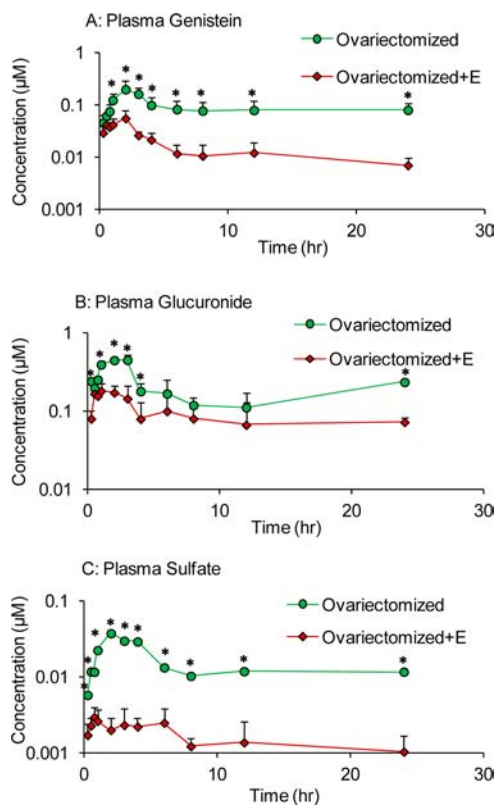 A: Plasma Genistein
Concentration (µM)
1
0.1
0.01
0.001
* * * * * * * *
Ovariectomized
Ovariectomized+E
0 10 20 30
Time (hr)
B: Plasma Glucuronide
Concentration (µM)
1
0.1
0.01
* * * * * *
Ovariectomized
Ovariectomized+E
0 10 20 30
Time (hr)
C: Plasma Sulfate
Concentration (µM)
0.1
0.01
0.001
* * * * * * * * * *
Ovariectomized
Ovariectomized+E
0 10 20 30
Time (hr)